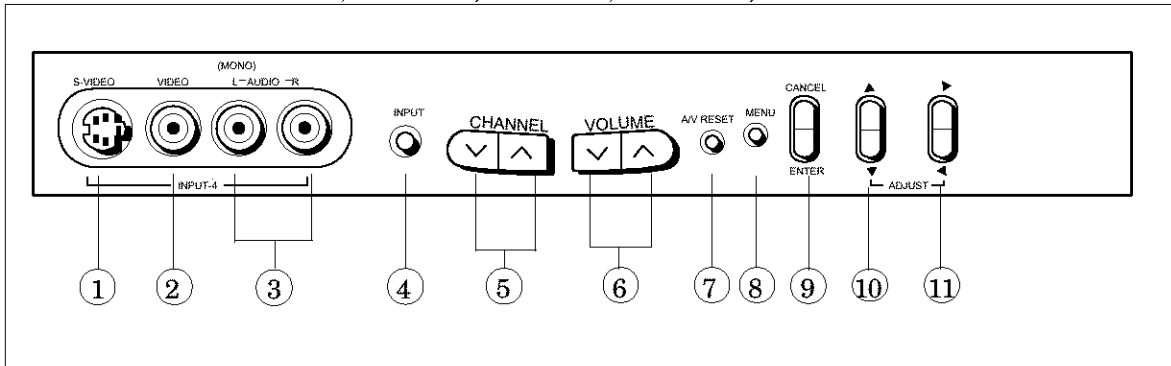 (MONO)
S-VIDEO VIDEO L AUDIO R
INPUT
CHANNEL
VOLUME
A/V RESET
MENU
CANCEL
ENTER
INPUT-4
ADJUST
1 2 3 4 5 6 7 8 9 10 11